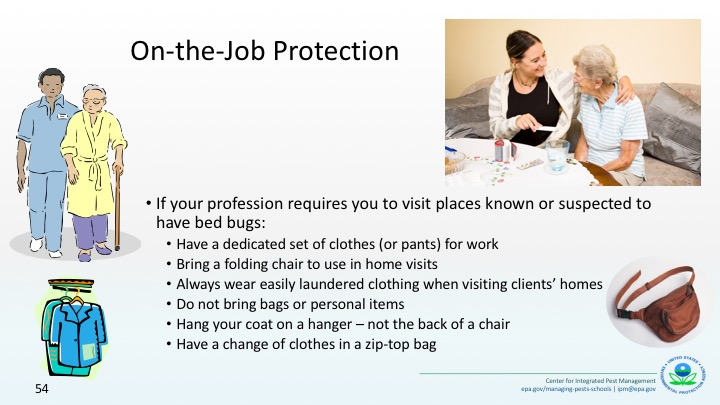 On-the-Job Protection
• If your profession requires you to visit places known or suspected to
have bed bugs:
• Have a dedicated set of clothes (or pants) for work
• Bring a folding chair to use in home visits
• Always wear easily laundered clothing when visiting clients’ homes
• Do not bring bags or personal items
• Hang your coat on a hanger – not the back of a chair
• Have a change of clothes in a zip-top bag
54
Center for Integrated Pest Management
epa.gov/managing-pests-schools | ipm@epa.gov
UNITED STATES